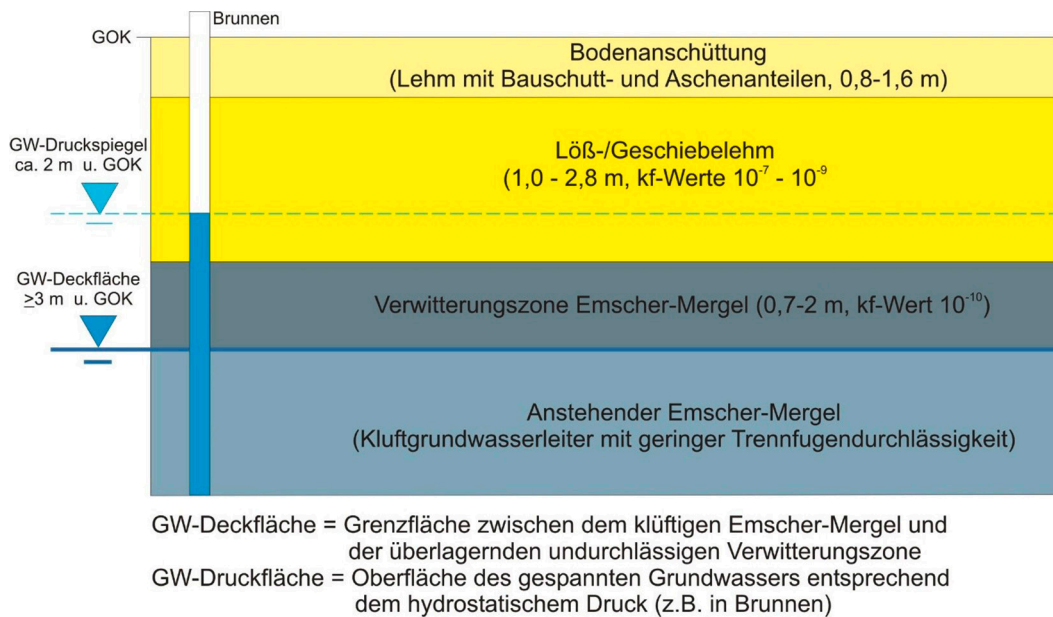 Brunnen
GOK
Bodenanschüttung
(Lehm mit Bauschutt- und Aschenanteilen, 0,8-1,6 m)
GW-Druckspiegel
ca. 2 m u. GOK
Löß-/Geschiebelehm
(1,0 - 2,8 m, kf-Werte 10⁻⁷ - 10⁻⁹
GW-Deckfläche
≥3 m u. GOK
Verwitterungszone Emscher-Mergel (0,7-2 m, kf-Wert 10⁻¹⁰)
Anstehender Emscher-Mergel
(Kluftgrundwasserleiter mit geringer Trennfugendurchlässigkeit)
GW-Deckfläche = Grenzfläche zwischen dem klüftigen Emscher-Mergel und
der überlagernden undurchlässigen Verwitterungszone
GW-Druckfläche = Oberfläche des gespannten Grundwassers entsprechend
dem hydrostatischem Druck (z.B. in Brunnen)